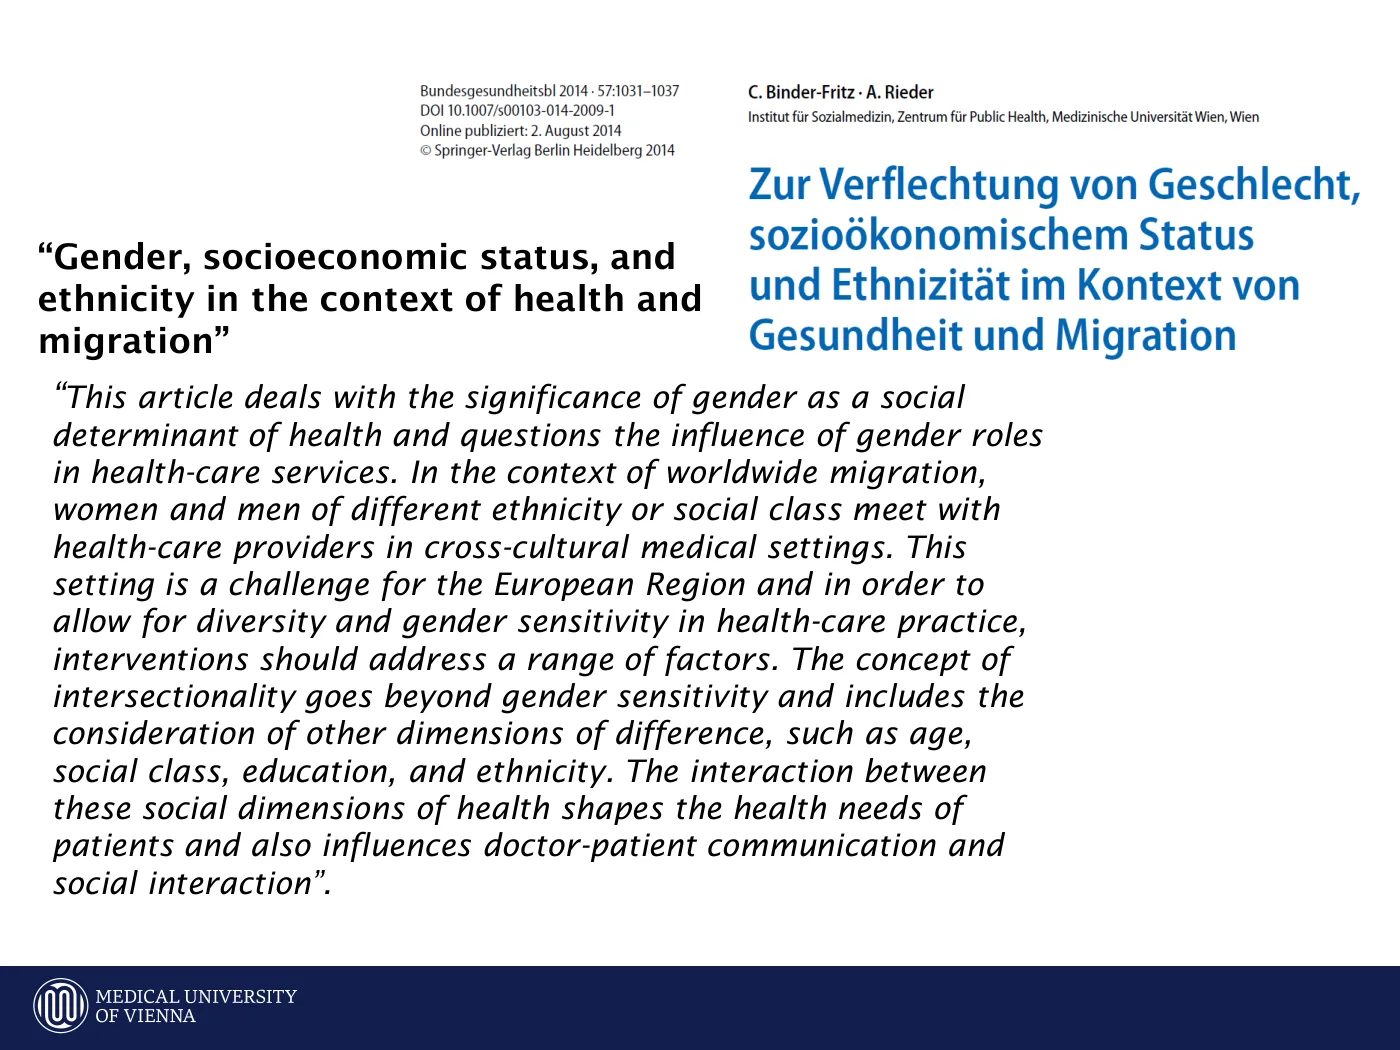 Bundesgesundheitsbl 2014 · 57:1031–1037
DOI 10.1007/s00103-014-2009-1
Online publiziert: 2. August 2014
© Springer-Verlag Berlin Heidelberg 2014
C. Binder-Fritz · A. Rieder
Institut für Sozialmedizin, Zentrum für Public Health, Medizinische Universität Wien, Wien
Zur Verflechtung von Geschlecht,
sozioökonomischem Status
und Ethnizität im Kontext von
Gesundheit und Migration
“Gender, socioeconomic status, and
ethnicity in the context of health and
migration”
“This article deals with the significance of gender as a social
determinant of health and questions the influence of gender roles
in health-care services. In the context of worldwide migration,
women and men of different ethnicity or social class meet with
health-care providers in cross-cultural medical settings. This
setting is a challenge for the European Region and in order to
allow for diversity and gender sensitivity in health-care practice,
interventions should address a range of factors. The concept of
intersectionality goes beyond gender sensitivity and includes the
consideration of other dimensions of difference, such as age,
social class, education, and ethnicity. The interaction between
these social dimensions of health shapes the health needs of
patients and also influences doctor-patient communication and
social interaction”.
MEDICAL UNIVERSITY
OF VIENNA